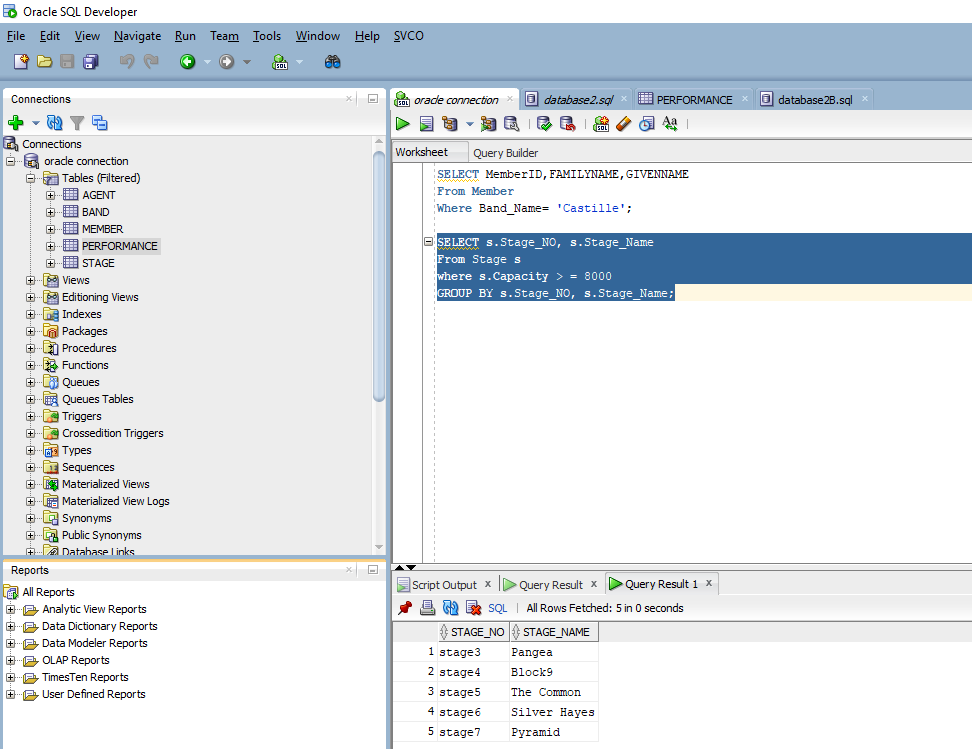 Oracle SQL Developer
File Edit View Navigate Run Team Tools Window Help SVCO
Connections
Connections
oracle connection
Tables (Filtered)
AGENT
BAND
MEMBER
PERFORMANCE
STAGE
Views
Editioning Views
Indexes
Packages
Procedures
Functions
Queues
Queues Tables
Triggers
Crossedition Triggers
Types
Sequences
Materialized Views
Materialized View Logs
Synonyms
Public Synonyms
Database Links
Reports
All Reports
Analytic View Reports
Data Dictionary Reports
Data Modeler Reports
OLAP Reports
TimesTen Reports
User Defined Reports
oracle connection database2.sql PERFORMANCE database2B.sql
Worksheet Query Builder
SELECT MemberID,FAMILYNAME,GIVENNAME
From Member
Where Band_Name= 'Castille';
SELECT s.Stage_NO, s.Stage_Name
From Stage s
where s.Capacity > = 8000
GROUP BY s.Stage_NO, s.Stage_Name;
Script Output Query Result Query Result 1
SQL All Rows Fetched: 5 in 0 seconds
STAGE_NO STAGE_NAME
1 stage3 Pangea
2 stage4 Block9
3 stage5 The Common
4 stage6 Silver Hayes
5 stage7 Pyramid